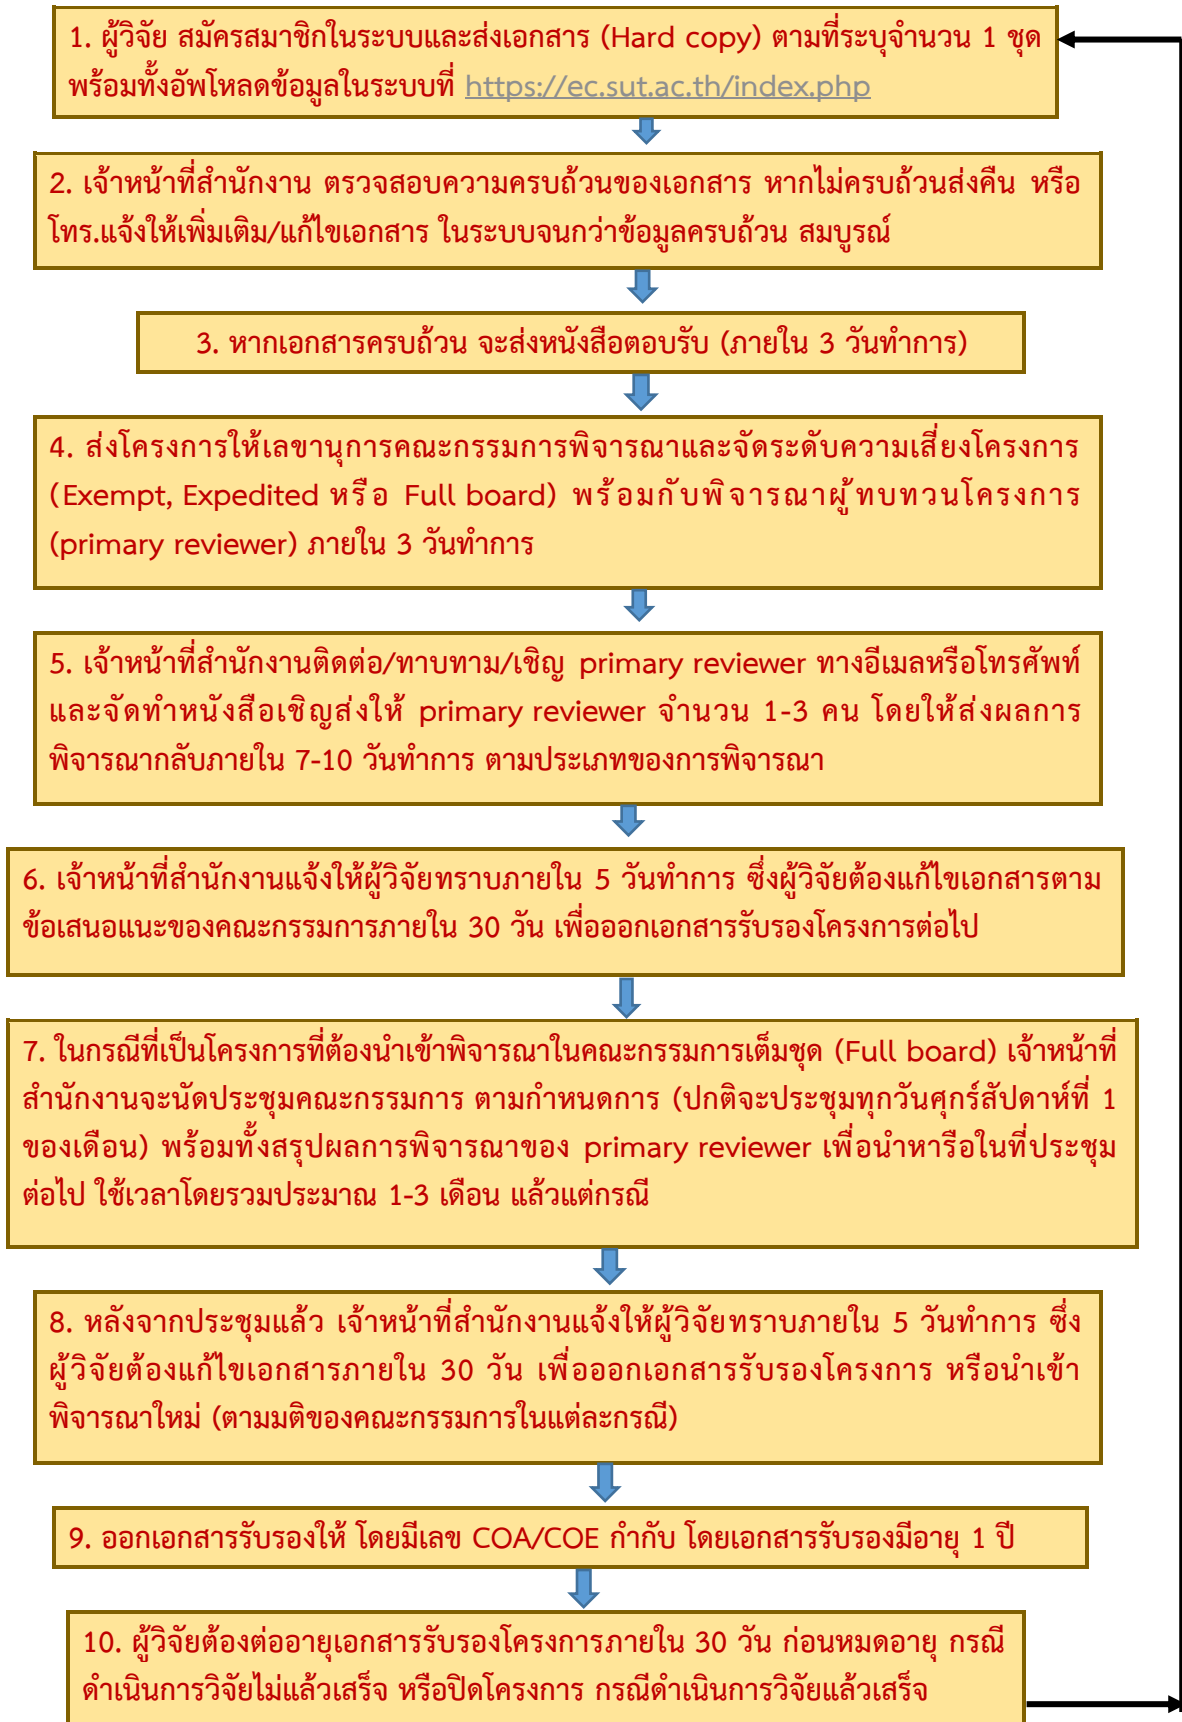 1. ผู้วิจัย สมัครสมาชิกในระบบและส่งเอกสาร (Hard copy) ตามที่ระบุจำนวน 1 ชุด
พร้อมทั้งอัพโหลดข้อมูลในระบบที่ https://ec.sut.ac.th/index.php
2. เจ้าหน้าที่สำนักงาน ตรวจสอบความครบถ้วนของเอกสาร หากไม่ครบถ้วนส่งคืน หรือ
โทร.แจ้งให้เพิ่มเติม/แก้ไขเอกสาร ในระบบจนกว่าข้อมูลครบถ้วน สมบูรณ์
3. หากเอกสารครบถ้วน จะส่งหนังสือตอบรับ (ภายใน 3 วันทำการ)
4. ส่งโครงการให้เลขานุการคณะกรรมการพิจารณาและจัดระดับความเสี่ยงโครงการ
(Exempt, Expedited หรือ Full board) พร้อมกับพิจารณาผู้ทบทวนโครงการ
(primary reviewer) ภายใน 3 วันทำการ
5. เจ้าหน้าที่สำนักงานติดต่อ/ทาบทาม/เชิญ primary reviewer ทางอีเมลหรือโทรศัพท์
และจัดทำหนังสือเชิญส่งให้ primary reviewer จำนวน 1-3 คน โดยให้ส่งผลการ
พิจารณากลับภายใน 7-10 วันทำการ ตามประเภทของการพิจารณา
6. เจ้าหน้าที่สำนักงานแจ้งให้ผู้วิจัยทราบภายใน 5 วันทำการ ซึ่งผู้วิจัยต้องแก้ไขเอกสารตาม
ข้อเสนอแนะของคณะกรรมการภายใน 30 วัน เพื่อออกเอกสารรับรองโครงการต่อไป
7. ในกรณีที่เป็นโครงการที่ต้องนำเข้าพิจารณาในคณะกรรมการเต็มชุด (Full board) เจ้าหน้าที่
สำนักงานจะนัดประชุมคณะกรรมการ ตามกำหนดการ (ปกติจะประชุมทุกวันศุกร์สัปดาห์ที่ 1
ของเดือน) พร้อมทั้งสรุปผลการพิจารณาของ primary reviewer เพื่อนำหารือในที่ประชุม
ต่อไป ใช้เวลาโดยรวมประมาณ 1-3 เดือน แล้วแต่กรณี
8. หลังจากประชุมแล้ว เจ้าหน้าที่สำนักงานแจ้งให้ผู้วิจัยทราบภายใน 5 วันทำการ ซึ่ง
ผู้วิจัยต้องแก้ไขเอกสารภายใน 30 วัน เพื่อออกเอกสารรับรองโครงการ หรือนำเข้า
พิจารณาใหม่ (ตามมติของคณะกรรมการในแต่ละกรณี)
9. ออกเอกสารรับรองให้ โดยมีเลข COA/COE กำกับ โดยเอกสารรับรองมีอายุ 1 ปี
10. ผู้วิจัยต้องต่ออายุเอกสารรับรองโครงการภายใน 30 วัน ก่อนหมดอายุ กรณี
ดำเนินการวิจัยไม่แล้วเสร็จ หรือปิดโครงการ กรณีดำเนินการวิจัยแล้วเสร็จ